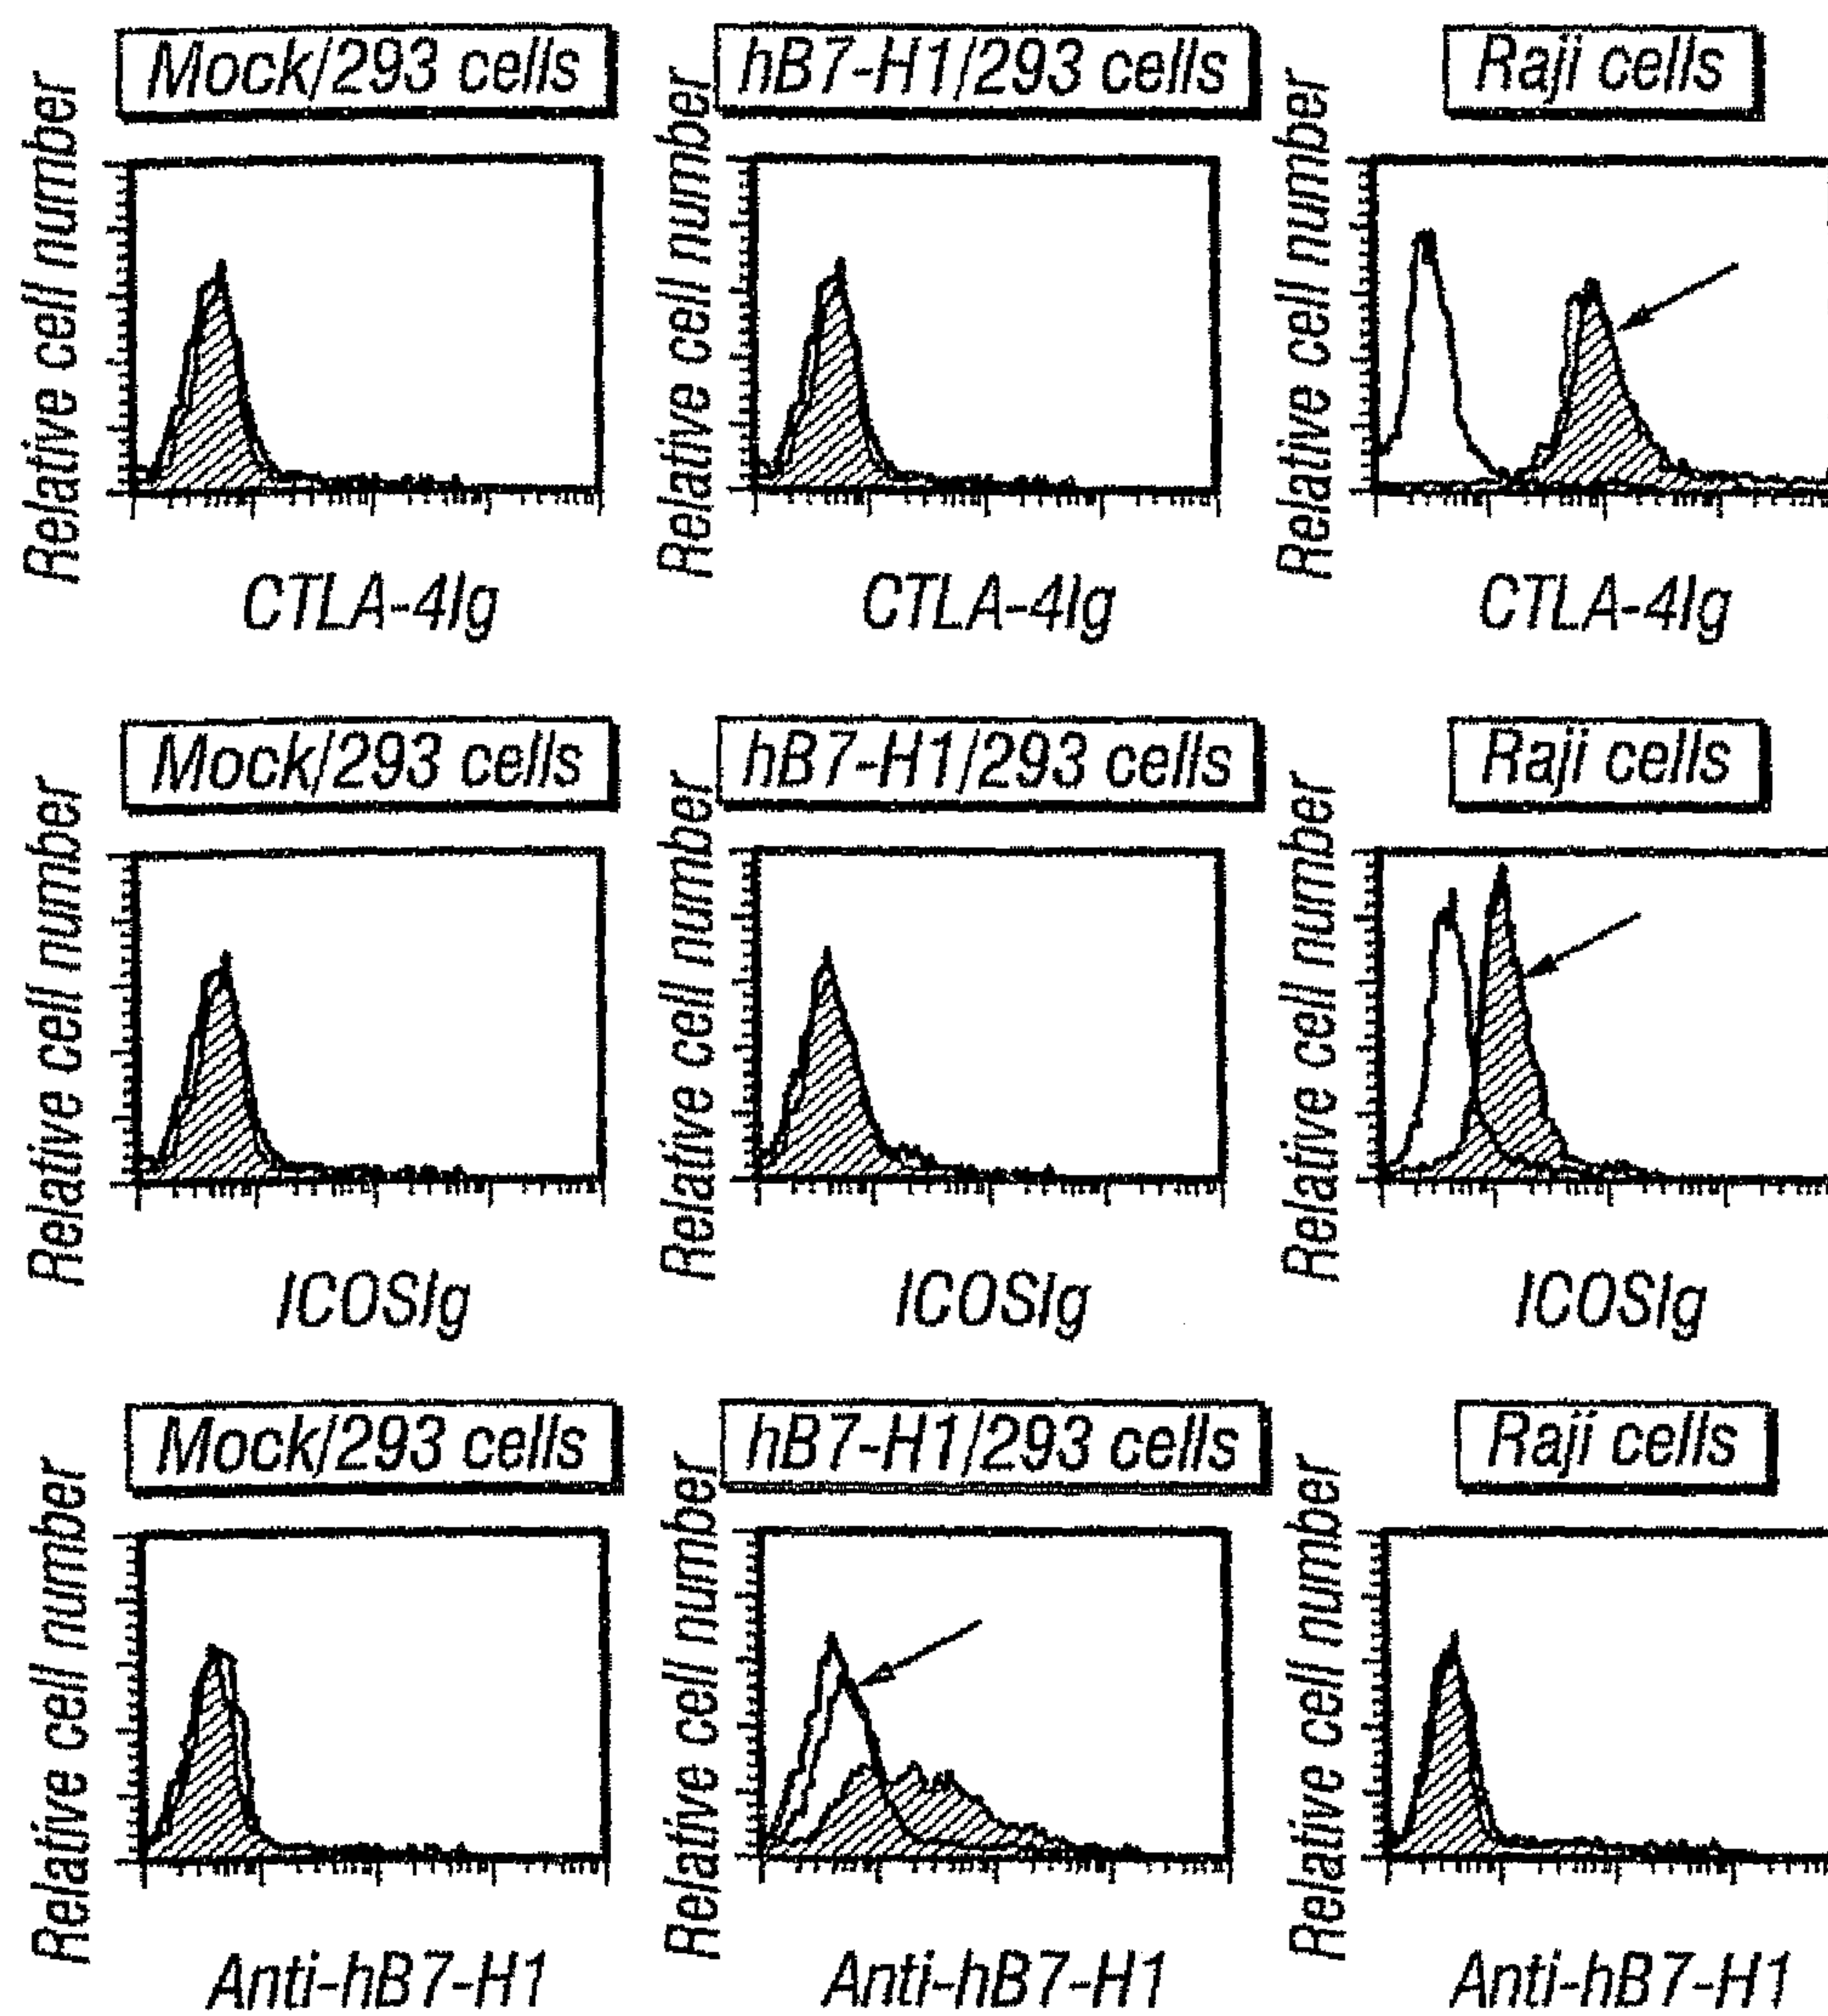 Mock/293 cells
hB7-H1/293 cells
Raji cells
Relative cell number
Relative cell number
Relative cell number
CTLA-4Ig
CTLA-4Ig
CTLA-4Ig
Mock/293 cells
hB7-H1/293 cells
Raji cells
Relative cell number
Relative cell number
Relative cell number
ICOSIg
ICOSIg
ICOSIg
Mock/293 cells
hB7-H1/293 cells
Raji cells
Relative cell number
Relative cell number
Relative cell number
Anti-hB7-H1
Anti-hB7-H1
Anti-hB7-H1